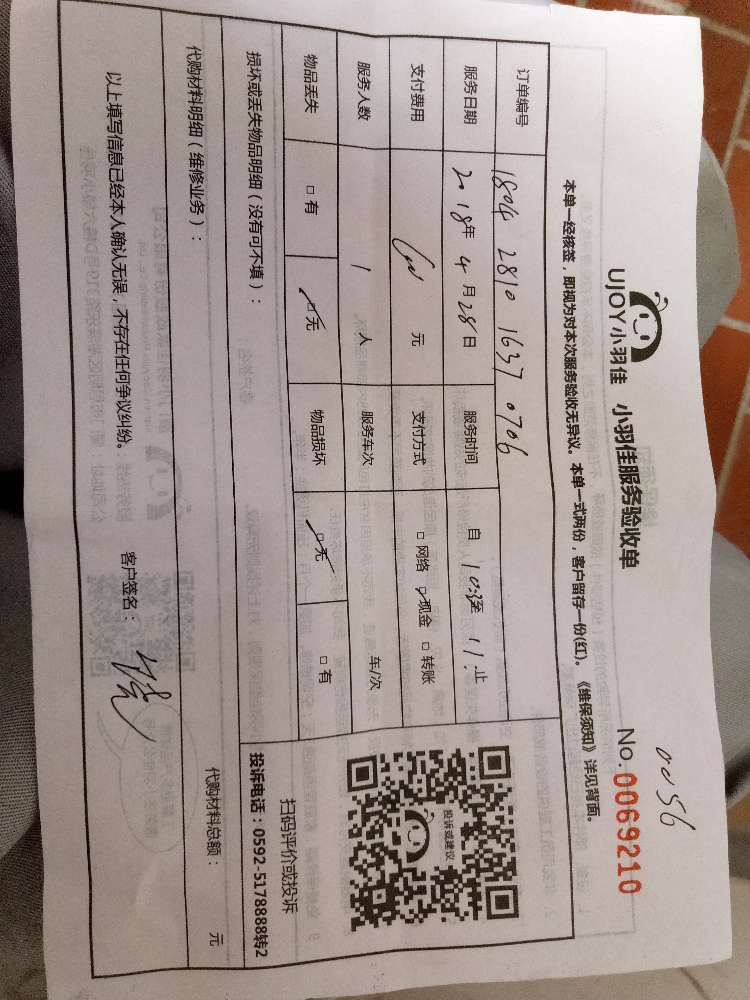 0056
UJOY小羽佳 小羽佳服务验收单 No.0069210
本单一经核签，即视为对本次服务验收无异议。本单一式两份，客户留存一份(红)。《维保须知》详见背面。
订单编号 1804 2810 1637 0706
服务日期 2018年4月28日 服务时间 自 至 11: 止
支付费用 元 支付方式 □网络 □现金 □转账
服务人数 1 人 服务车次 车/次
物品丢失 □有 □无 物品损坏 □无 □有
投诉或建议
扫码评价或投诉
投诉电话：0592-5178888转2
损坏或丢失物品明细（没有可不填）：
代购材料明细（维修业务）： 代购材料总额： 元
以上填写信息已经本人确认无误，不存在任何争议纠纷。 客户签名：